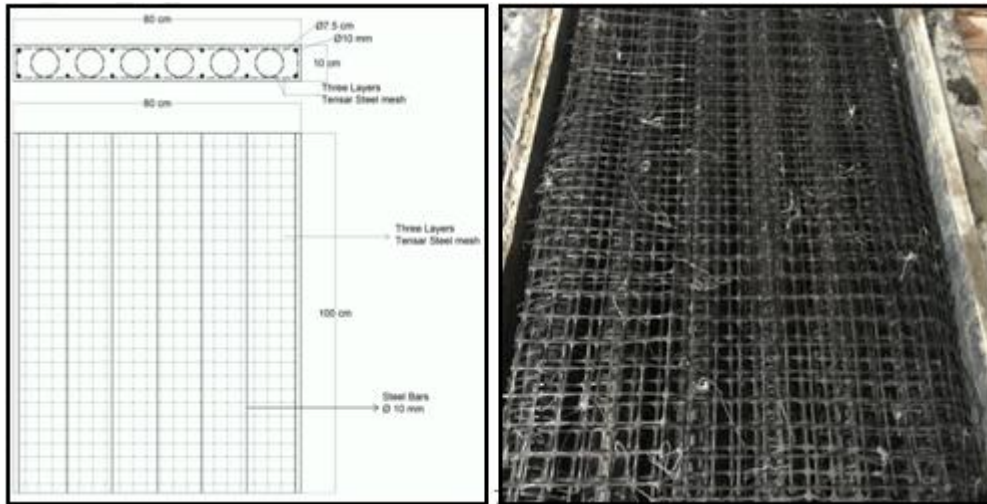 80 cm
Ø7.5 cm
Ø10 mm
10 cm
Three Layers
Tensar Steel mesh
80 cm
Three Layers
Tensar Steel mesh
100 cm
Steel Bars
Ø 10 mm